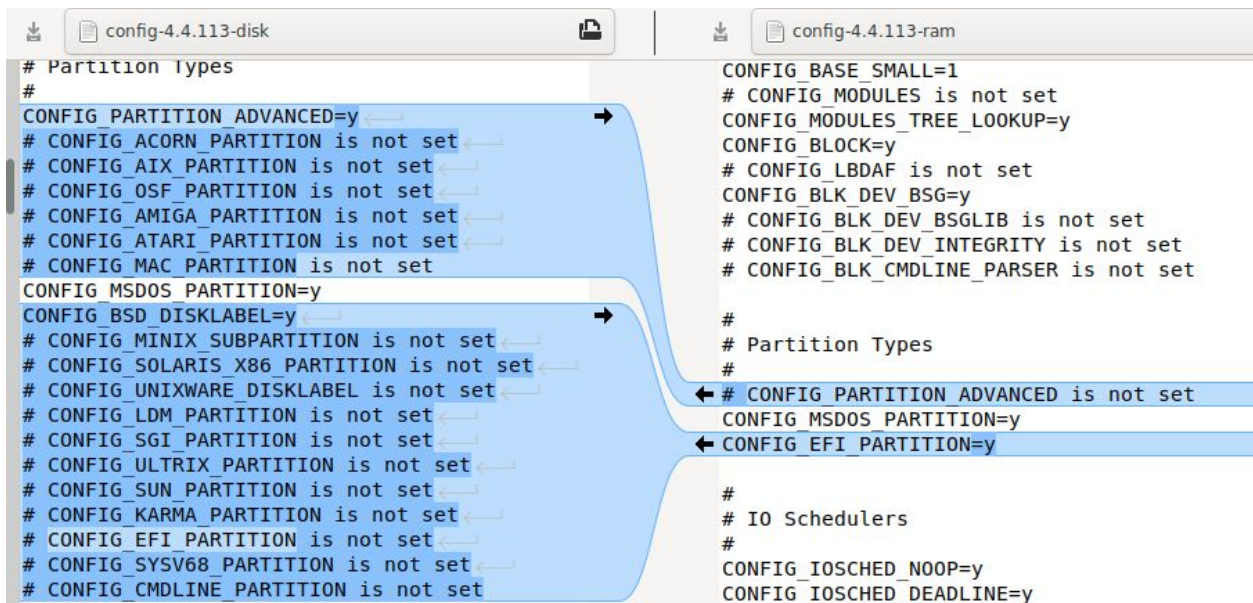 config-4.4.113-disk
# Partition Types
#
CONFIG_PARTITION_ADVANCED=y
# CONFIG_ACORN_PARTITION is not set
# CONFIG_AIX_PARTITION is not set
# CONFIG_OSF_PARTITION is not set
# CONFIG_AMIGA_PARTITION is not set
# CONFIG_ATARI_PARTITION is not set
# CONFIG_MAC_PARTITION is not set
CONFIG_MSDOS_PARTITION=y
CONFIG_BSD_DISKLABEL=y
# CONFIG_MINIX_SUBPARTITION is not set
# CONFIG_SOLARIS_X86_PARTITION is not set
# CONFIG_UNIXWARE_DISKLABEL is not set
# CONFIG_LDM_PARTITION is not set
# CONFIG_SGI_PARTITION is not set
# CONFIG_ULTRIX_PARTITION is not set
# CONFIG_SUN_PARTITION is not set
# CONFIG_KARMA_PARTITION is not set
# CONFIG_EFI_PARTITION is not set
# CONFIG_SYSV68_PARTITION is not set
# CONFIG_CMDLINE_PARTITION is not set
config-4.4.113-ram
CONFIG_BASE_SMALL=1
# CONFIG_MODULES is not set
CONFIG_MODULES_TREE_LOOKUP=y
CONFIG_BLOCK=y
# CONFIG_LBDAF is not set
CONFIG_BLK_DEV_BSG=y
# CONFIG_BLK_DEV_BSGLIB is not set
# CONFIG_BLK_DEV_INTEGRITY is not set
# CONFIG_BLK_CMDLINE_PARSER is not set
#
# Partition Types
#
# CONFIG_PARTITION_ADVANCED is not set
CONFIG_MSDOS_PARTITION=y
CONFIG_EFI_PARTITION=y
#
# IO Schedulers
#
CONFIG_IOSCHED_NOOP=y
CONFIG_IOSCHED_DEADLINE=y